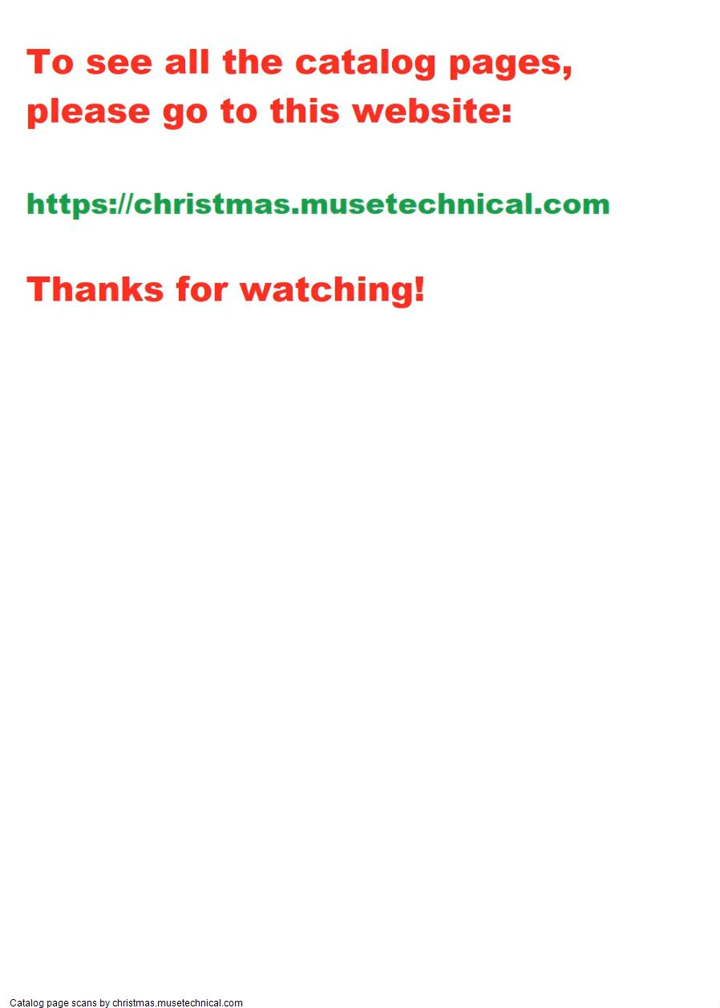 To see all the catalog pages,
please go to this website:
https://christmas.musetechnical.com
Thanks for watching!
Catalog page scans by christmas.musetechnical.com